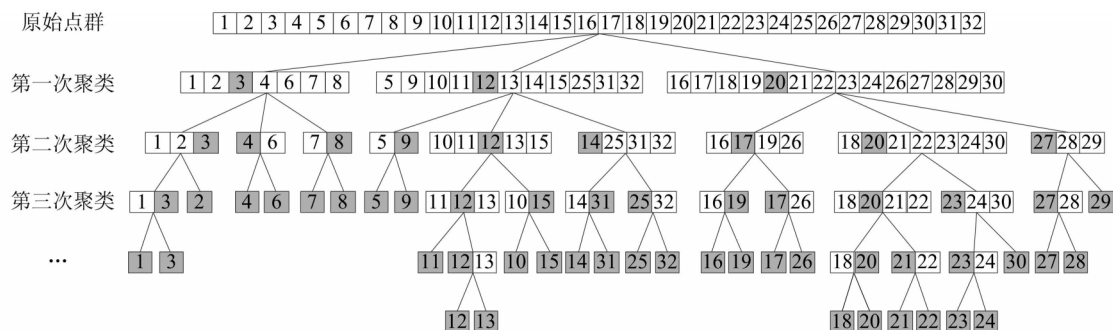 原始点群 1 2 3 4 5 6 7 8 9 10 11 12 13 14 15 16 17 18 19 20 21 22 23 24 25 26 27 28 29 30 31 32
第一次聚类 1 2 3 4 6 7 8 5 9 10 11 12 13 14 15 25 31 32 16 17 18 19 20 21 22 23 24 26 27 28 29 30
第二次聚类 1 2 3 4 6 7 8 5 9 10 11 12 13 15 14 25 31 32 16 17 19 26 18 20 21 22 23 24 30 27 28 29
第三次聚类 1 3 2 4 6 7 8 5 9 11 12 13 10 15 14 31 25 32 16 19 17 26 18 20 21 22 23 24 30 27 28 29
… 1 3 11 12 13 10 15 14 31 25 32 16 19 17 26 18 20 21 22 23 24 30 27 28
12 13 18 20 21 22 23 24